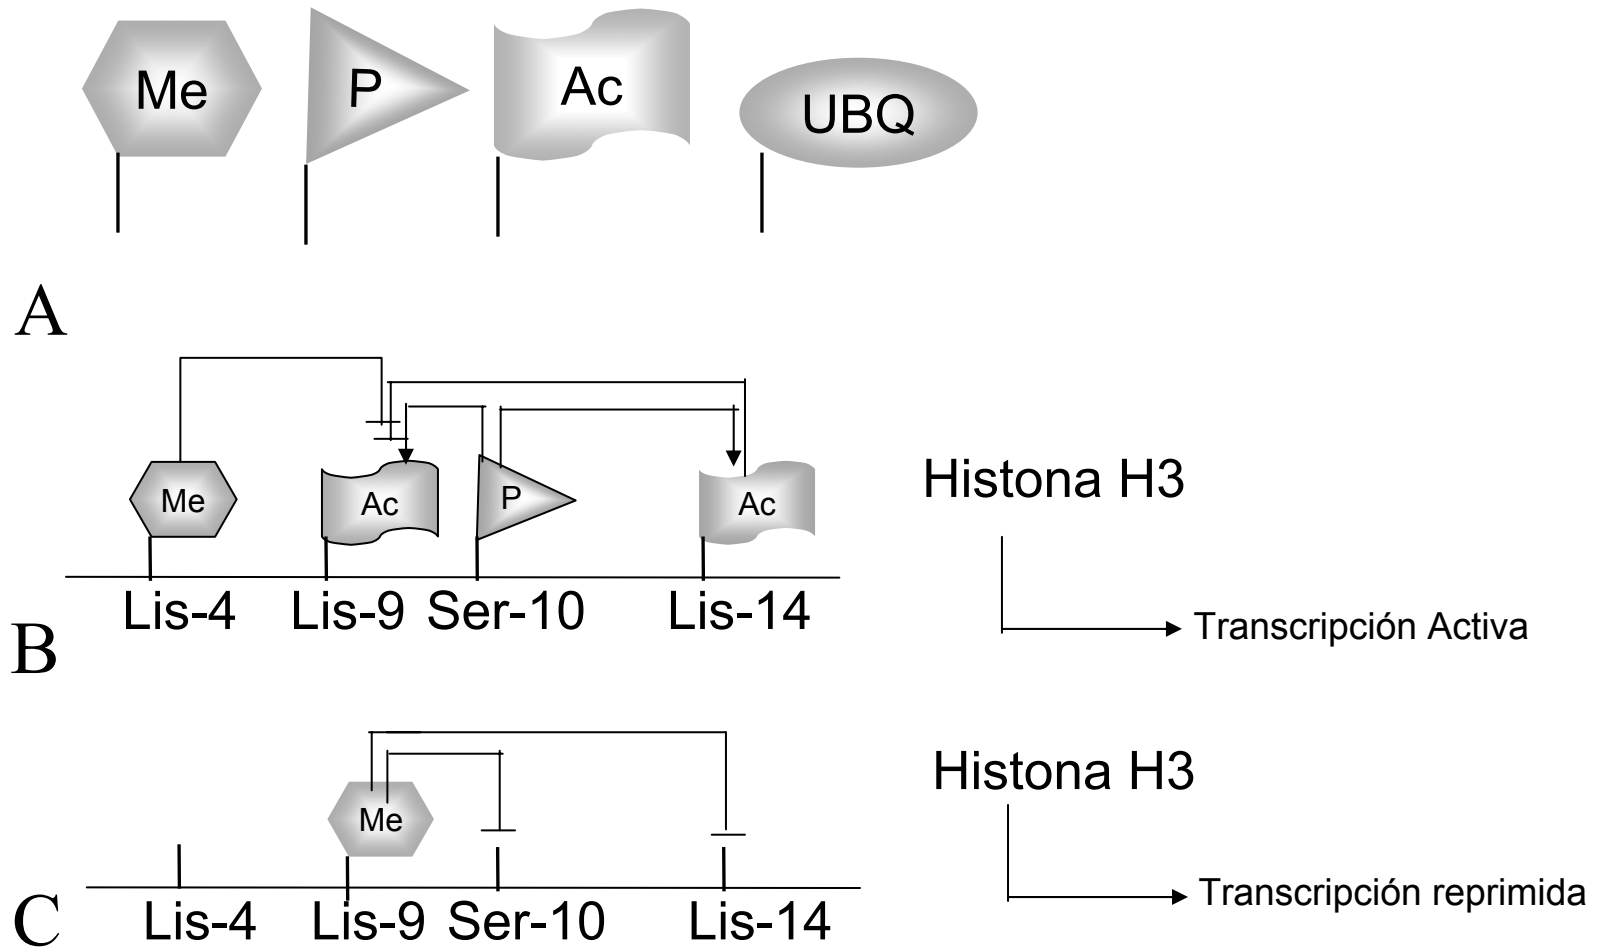 Me P Ac UBQ
A
Me Ac P Ac
Histona H3
Lis-4 Lis-9 Ser-10 Lis-14
Transcripción Activa
B
Histona H3
Me
Transcripción reprimida
C
Lis-4 Lis-9 Ser-10 Lis-14